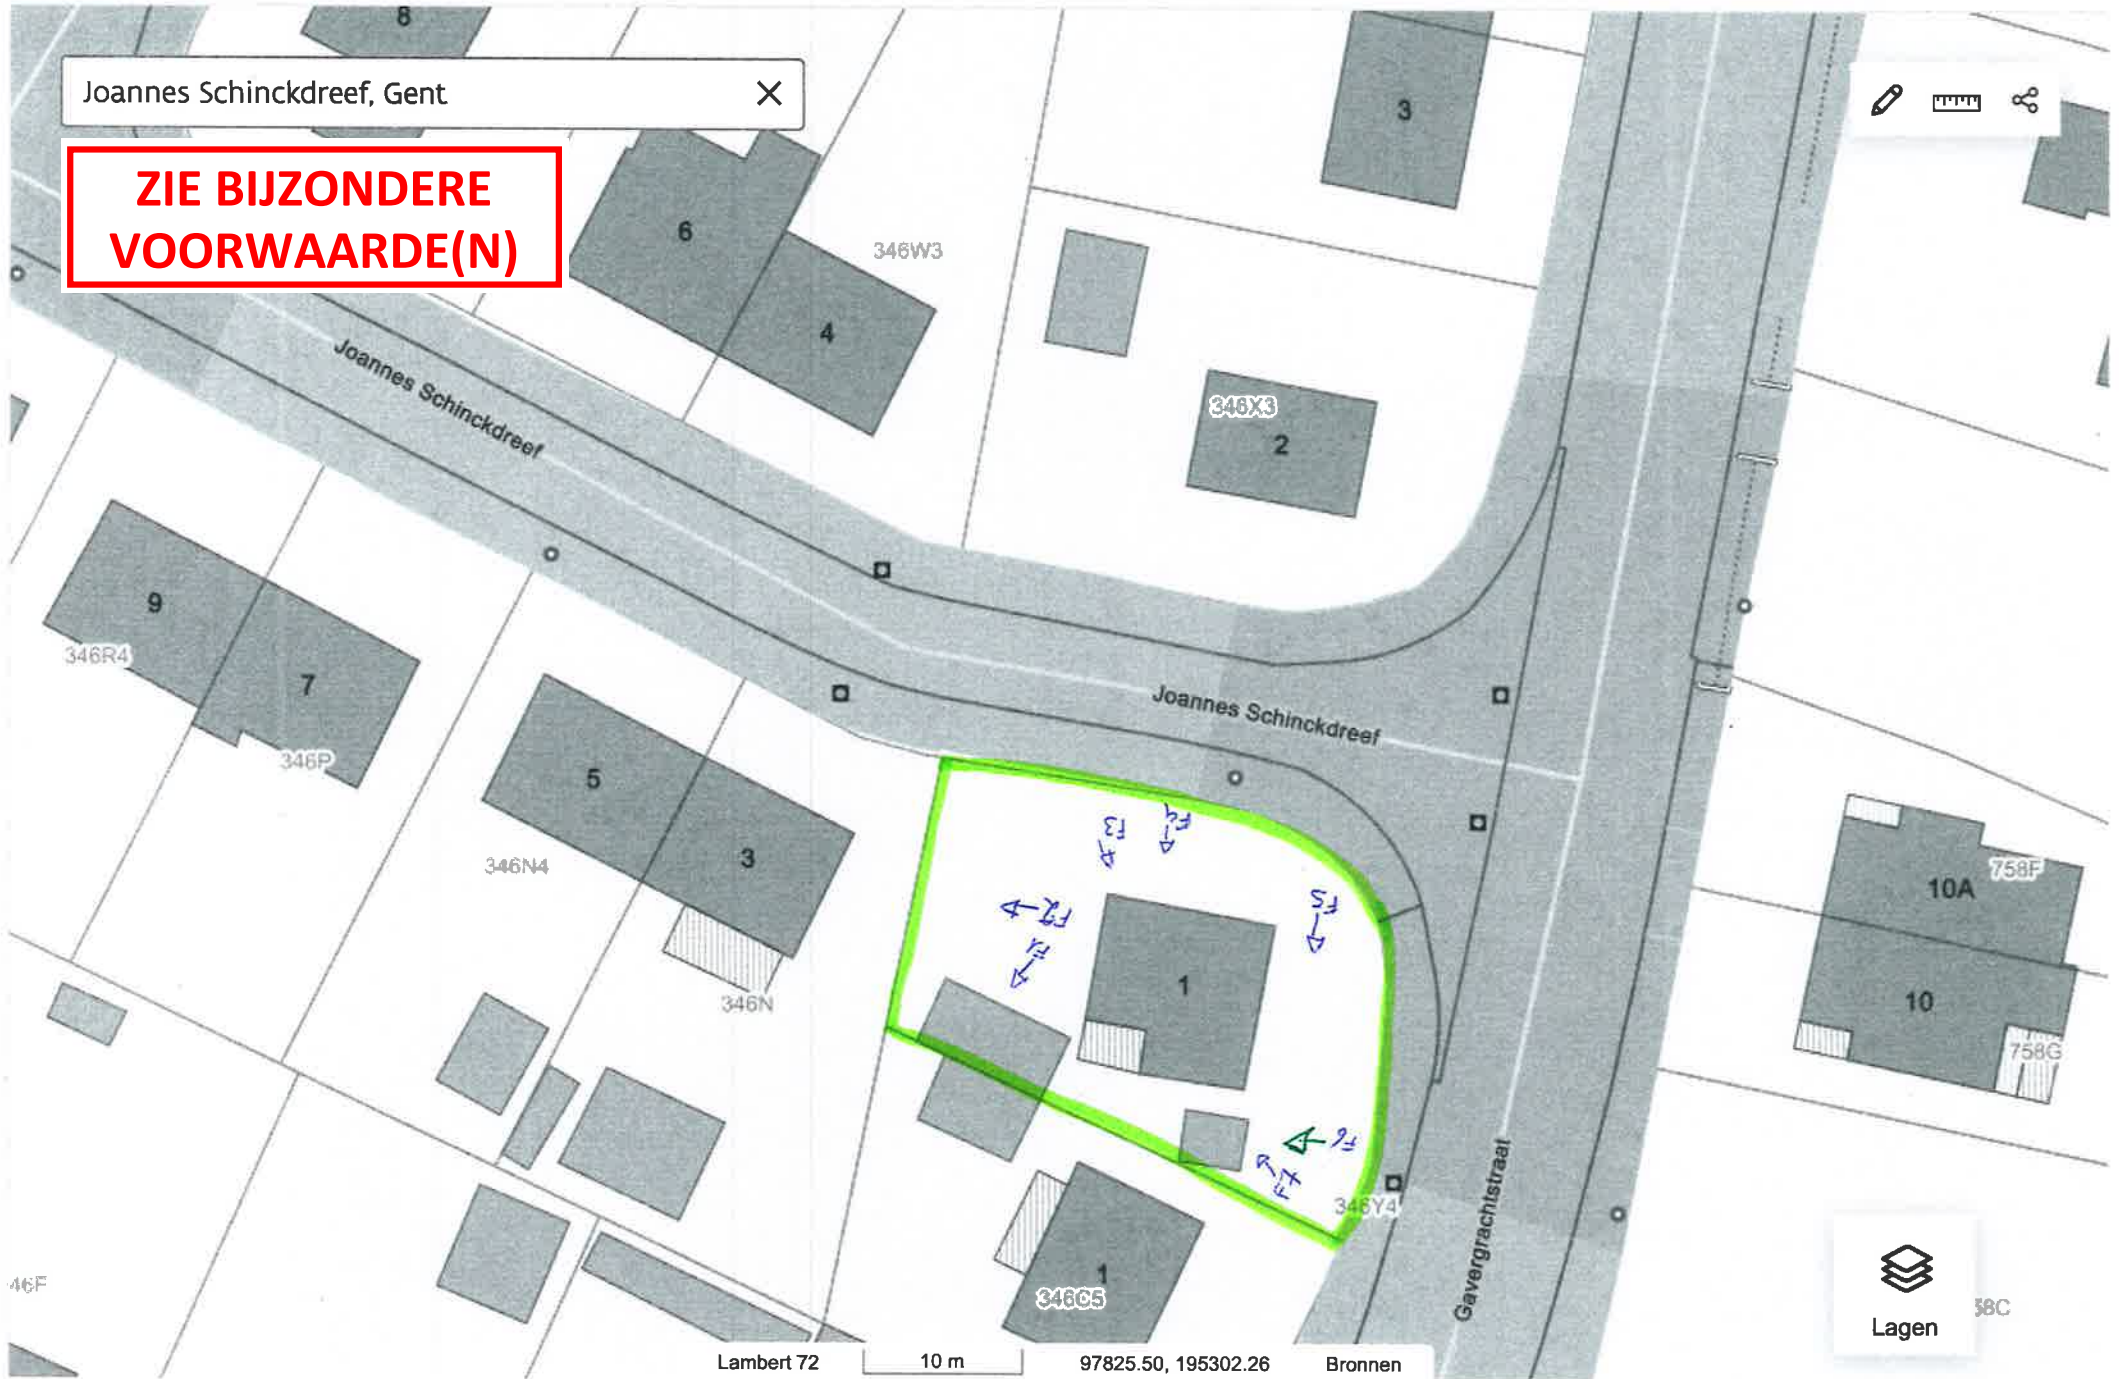 8
Joannes Schinckdreef, Gent
3
ZIE BIJZONDERE
VOORWAARDE(N)
6
346W3
4
Joannes Schinckdreef
346X3
2
9
346R4
7
346P
Joannes Schinckdreef
5
3
346N4
346N
F3
F4
F2
F1
F5
1
10A
758F
10
758G
F6
F7
346Y4
Gavergrachtstraat
1
346C5
46F
58C
Lagen
Lambert 72
10 m
97825.50, 195302.26
Bronnen